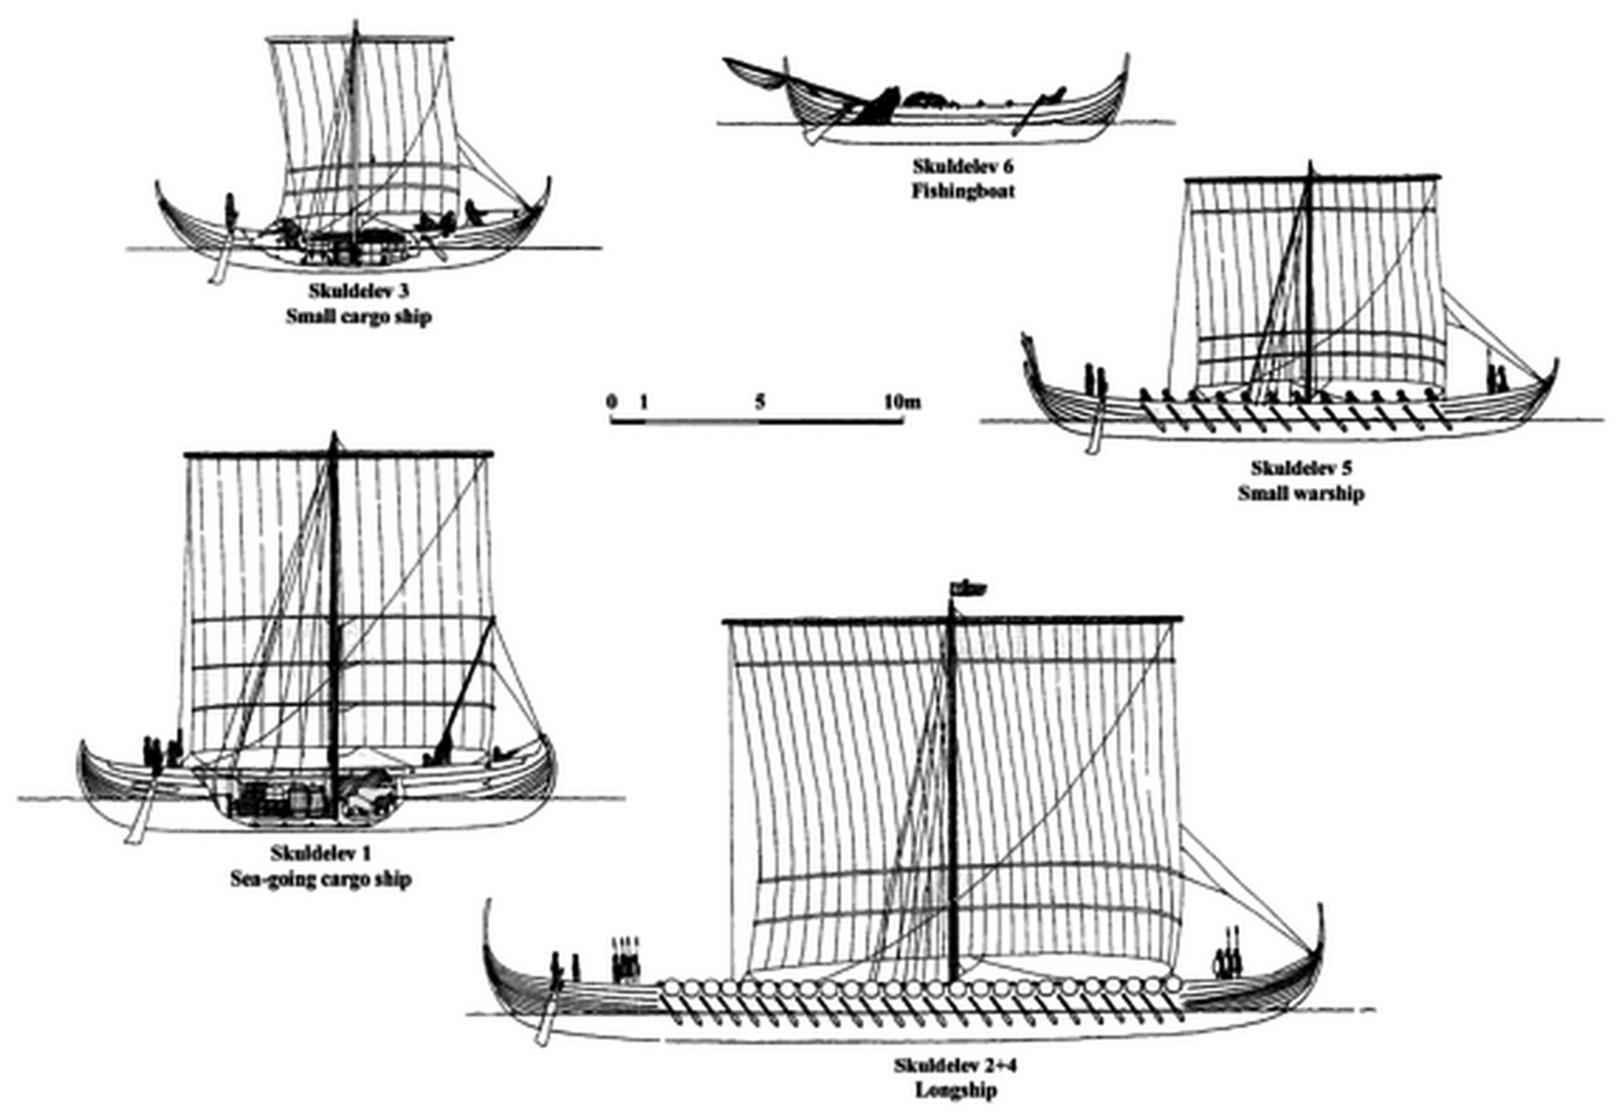 Skuldelev 3
Small cargo ship
Skuldelev 6
Fishingboat
0 1 5 10m
Skuldelev 5
Small warship
Skuldelev 1
Sea-going cargo ship
Skuldelev 2+4
Longship